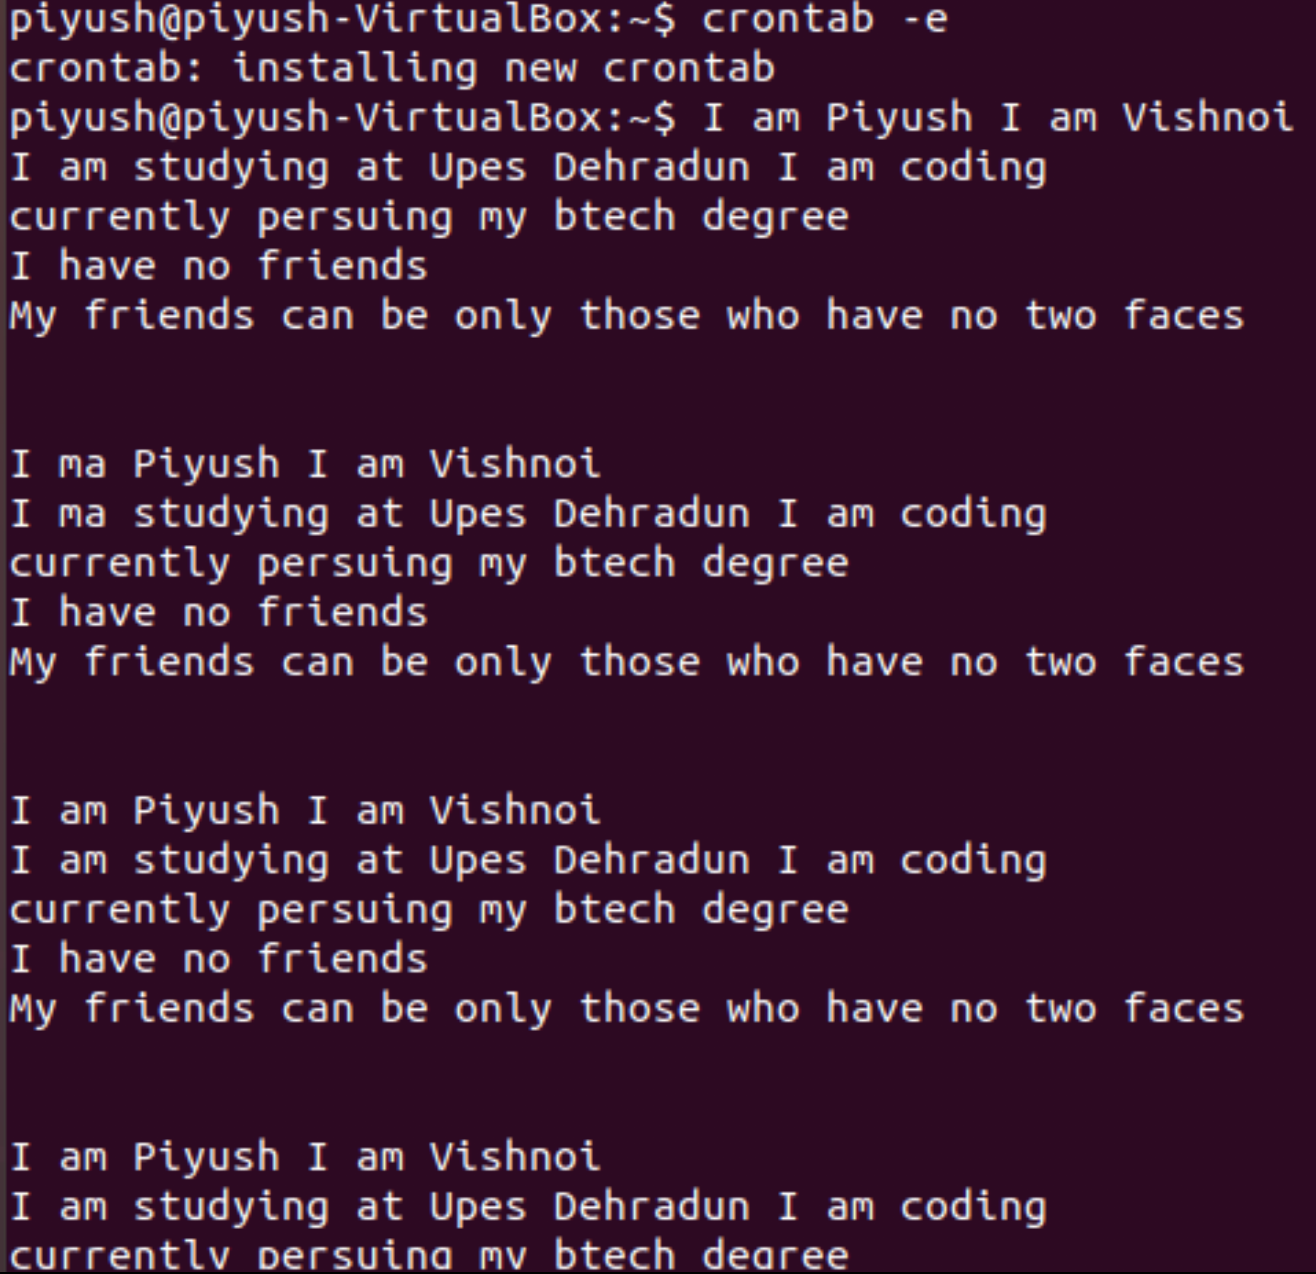 piyush@piyush-VirtualBox:~$ crontab -e
crontab: installing new crontab
piyush@piyush-VirtualBox:~$ I am Piyush I am Vishnoi
I am studying at Upes Dehradun I am coding
currently persuing my btech degree
I have no friends
My friends can be only those who have no two faces
I ma Piyush I am Vishnoi
I ma studying at Upes Dehradun I am coding
currently persuing my btech degree
I have no friends
My friends can be only those who have no two faces
I am Piyush I am Vishnoi
I am studying at Upes Dehradun I am coding
currently persuing my btech degree
I have no friends
My friends can be only those who have no two faces
I am Piyush I am Vishnoi
I am studying at Upes Dehradun I am coding
currently persuing my btech degree